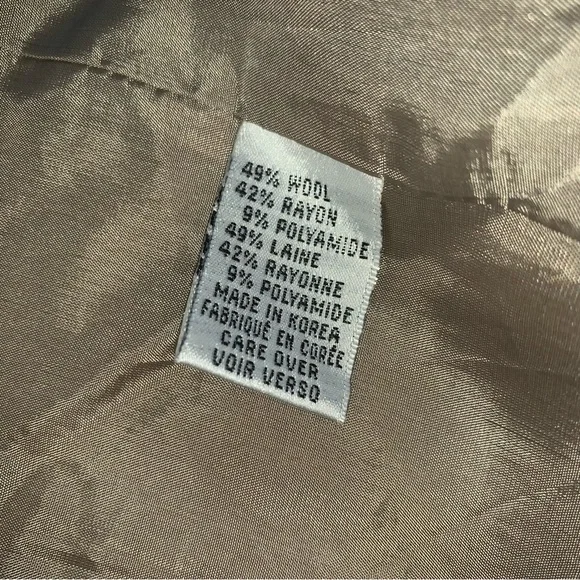 49% WOOL
42% RAYON
9% POLYAMIDE
49% LAINE
42% RAYONNE
9% POLYAMIDE
MADE IN KOREA
FABRIQUÉ EN CORÉE
CARE OVER
VOIR VERSO